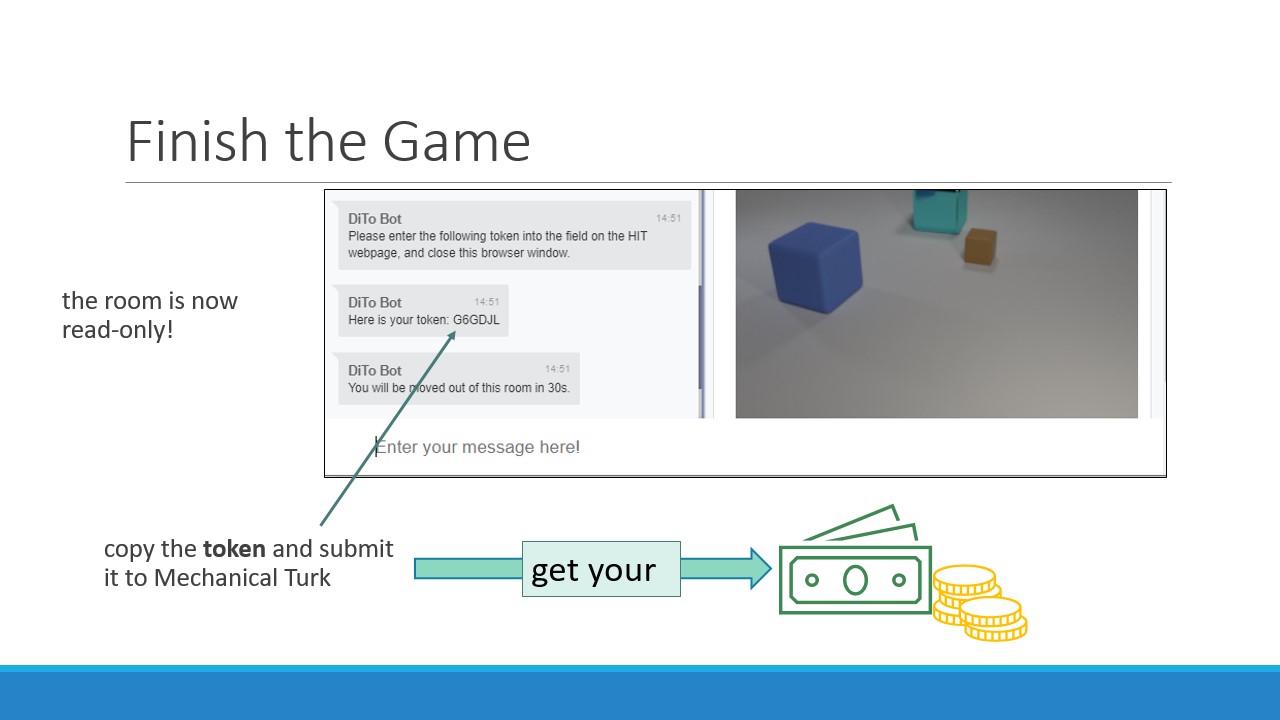 Finish the Game
DiTo Bot 14:51
Please enter the following token into the field on the HIT
webpage, and close this browser window.
DiTo Bot 14:51
Here is your token: G6GDJL
DiTo Bot 14:51
You will be moved out of this room in 30s.
Enter your message here!
the room is now
read-only!
copy the token and submit
it to Mechanical Turk
get your